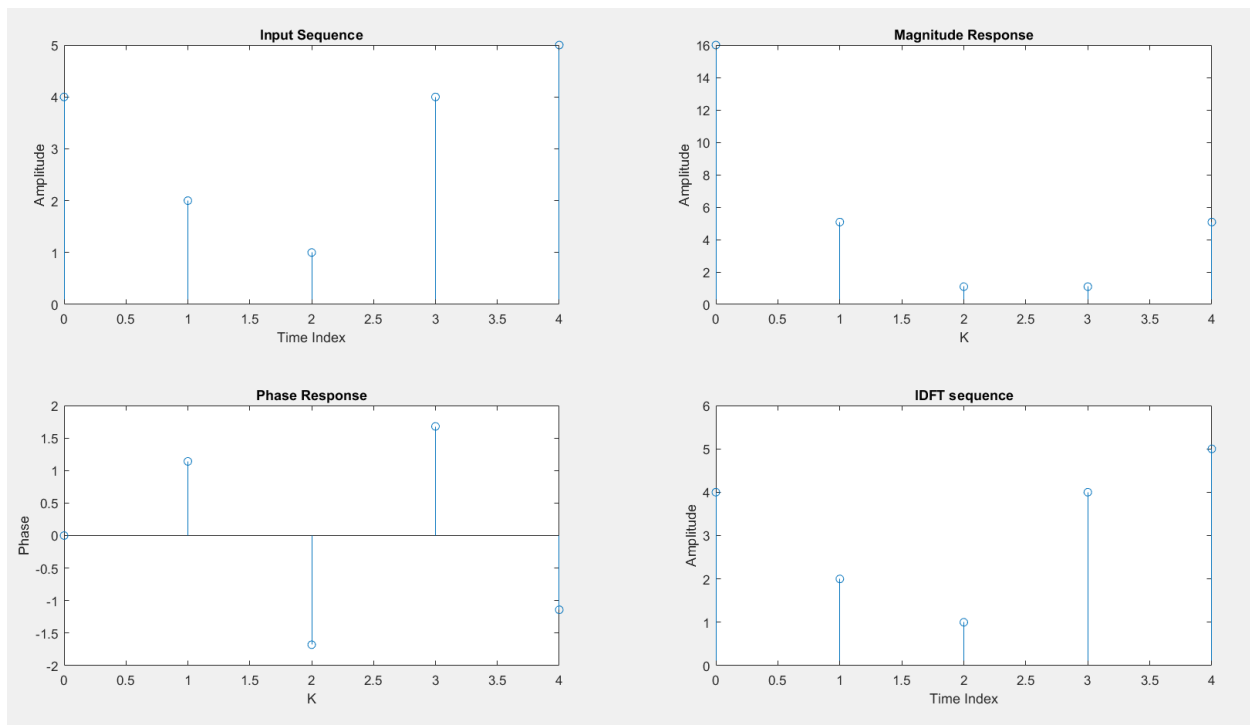 Input Sequence
5
4
3
2
1
0
Amplitude
0 0.5 1 1.5 2 2.5 3 3.5 4
Time Index
Magnitude Response
16
14
12
10
8
6
4
2
0
Amplitude
0 0.5 1 1.5 2 2.5 3 3.5 4
K
Phase Response
2
1.5
1
0.5
0
-0.5
-1
-1.5
-2
Phase
0 0.5 1 1.5 2 2.5 3 3.5 4
K
IDFT sequence
6
5
4
3
2
1
0
Amplitude
0 0.5 1 1.5 2 2.5 3 3.5 4
Time Index